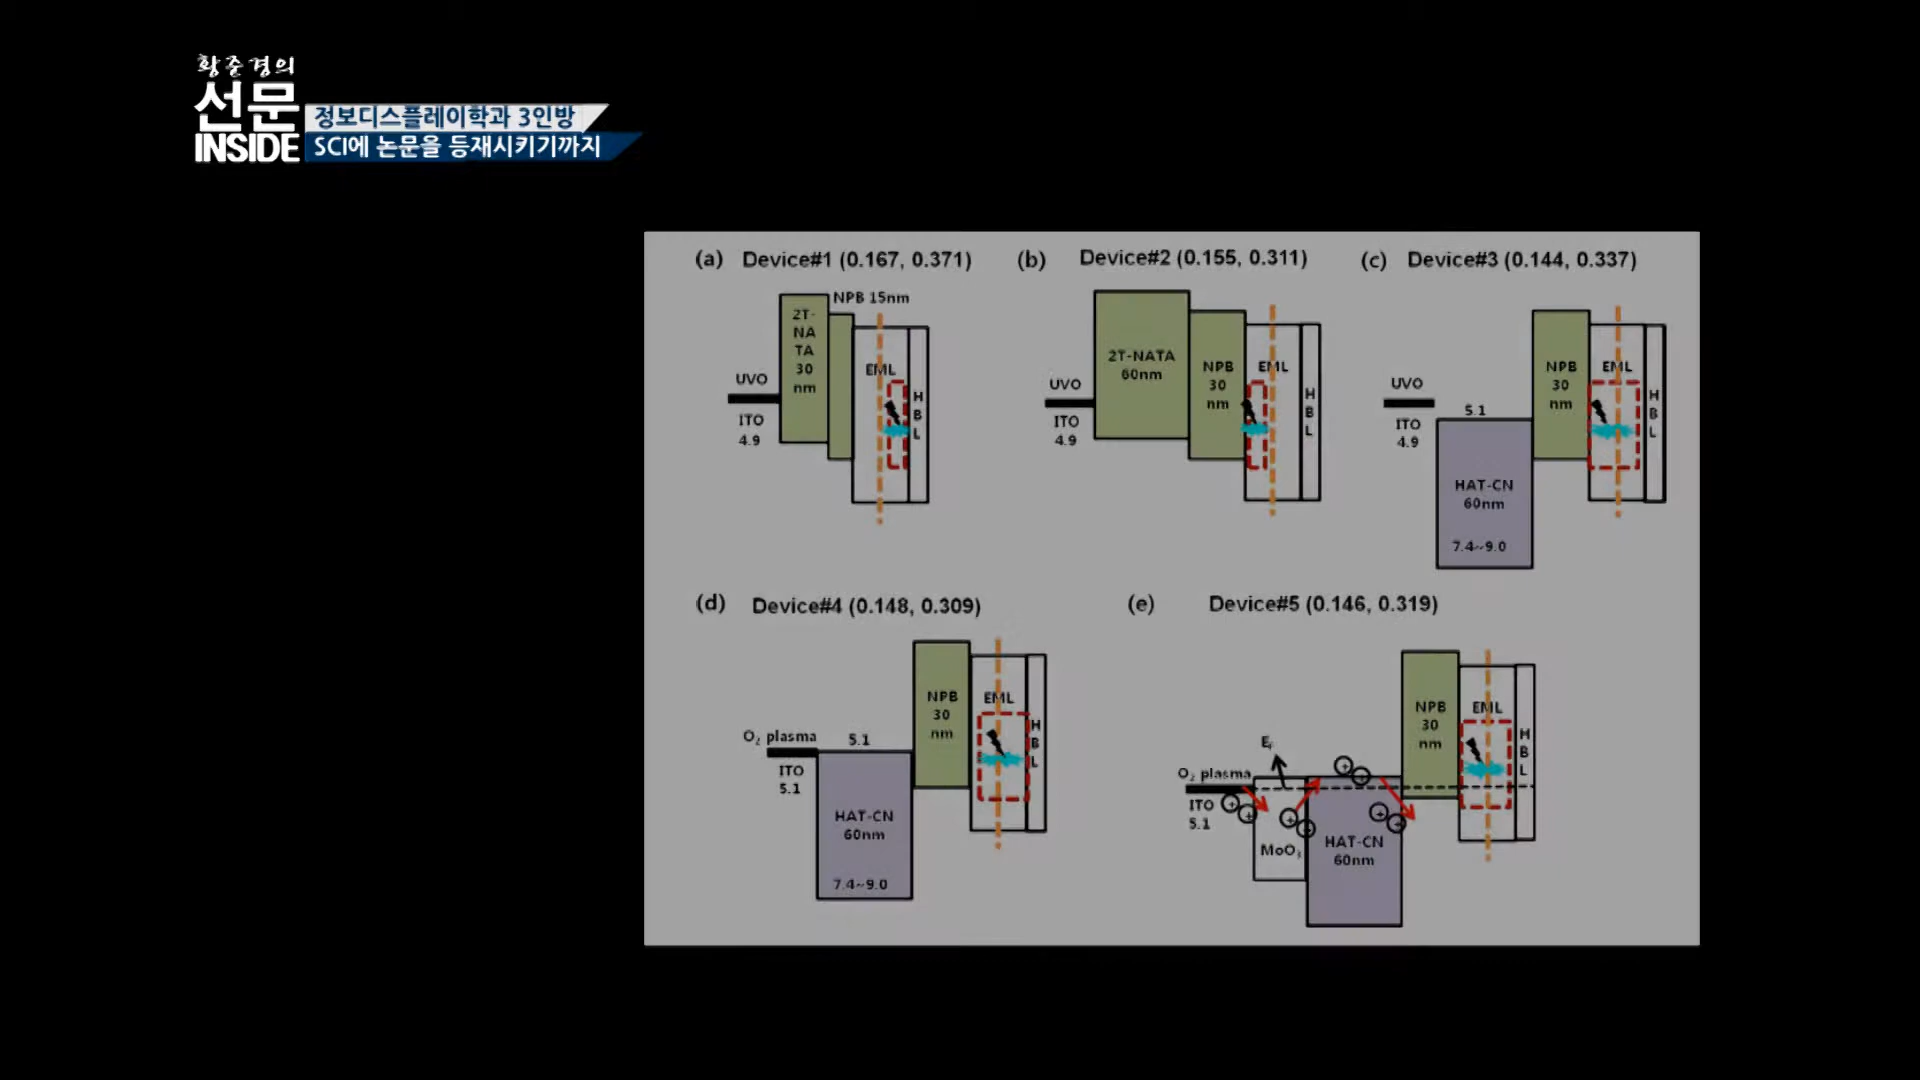 황준경의
선문
INSIDE
정보디스플레이학과 3인방
SCI에 논문을 등재시키기까지
(a) Device#1 (0.167, 0.371)
NPB 15nm
2T-
NA
TA
30
nm
UVO
ITO
4.9
EML
H
B
L
(b) Device#2 (0.155, 0.311)
UVO
ITO
4.9
2T-NATA
60nm
NPB
30
nm
EML
H
B
L
(c) Device#3 (0.144, 0.337)
UVO
ITO
4.9
5.1
HAT-CN
60nm
7.4~9.0
NPB
30
nm
EML
H
B
L
(d) Device#4 (0.148, 0.309)
O₂ plasma
ITO
5.1
5.1
HAT-CN
60nm
7.4~9.0
NPB
30
nm
EML
H
B
L
(e) Device#5 (0.146, 0.319)
O₂ plasma
ITO
5.1
E_F
MoO₃
HAT-CN
60nm
NPB
30
nm
EML
H
B
L